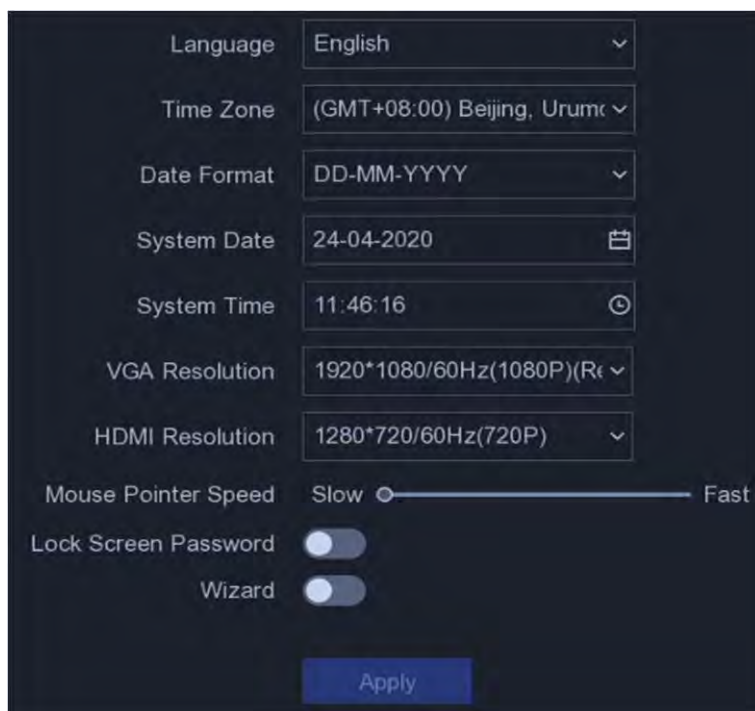 Language English
Time Zone (GMT+08:00) Beijing, Urum
Date Format DD-MM-YYYY
System Date 24-04-2020
System Time 11:46:16
VGA Resolution 1920*1080/60Hz(1080P)(Re
HDMI Resolution 1280*720/60Hz(720P)
Mouse Pointer Speed Slow Fast
Lock Screen Password
Wizard
Apply